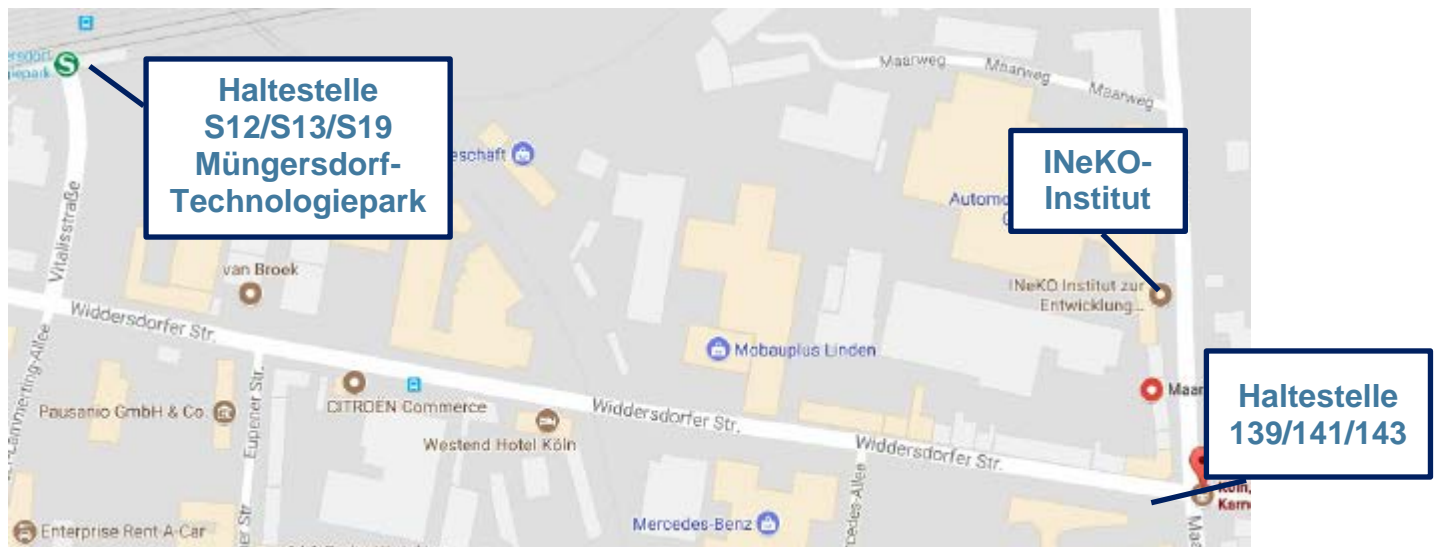 Haltestelle
S12/S13/S19
Müngersdorf-
Technologiepark
INeKO-
Institut
Haltestelle
139/141/143
Maarweg
Maarweg
Maarweg
Vitalisstraße
van Broek
INeKO Institut zur
Entwicklung...
Widdersdorfer Str.
Mobauplus Linden
Pausanio GmbH & Co.
Eupener Str.
CITROËN Commerce
Westend Hotel Köln
Widdersdorfer Str.
Widdersdorfer Str.
Mercedes-Benz
Enterprise Rent-A-Car